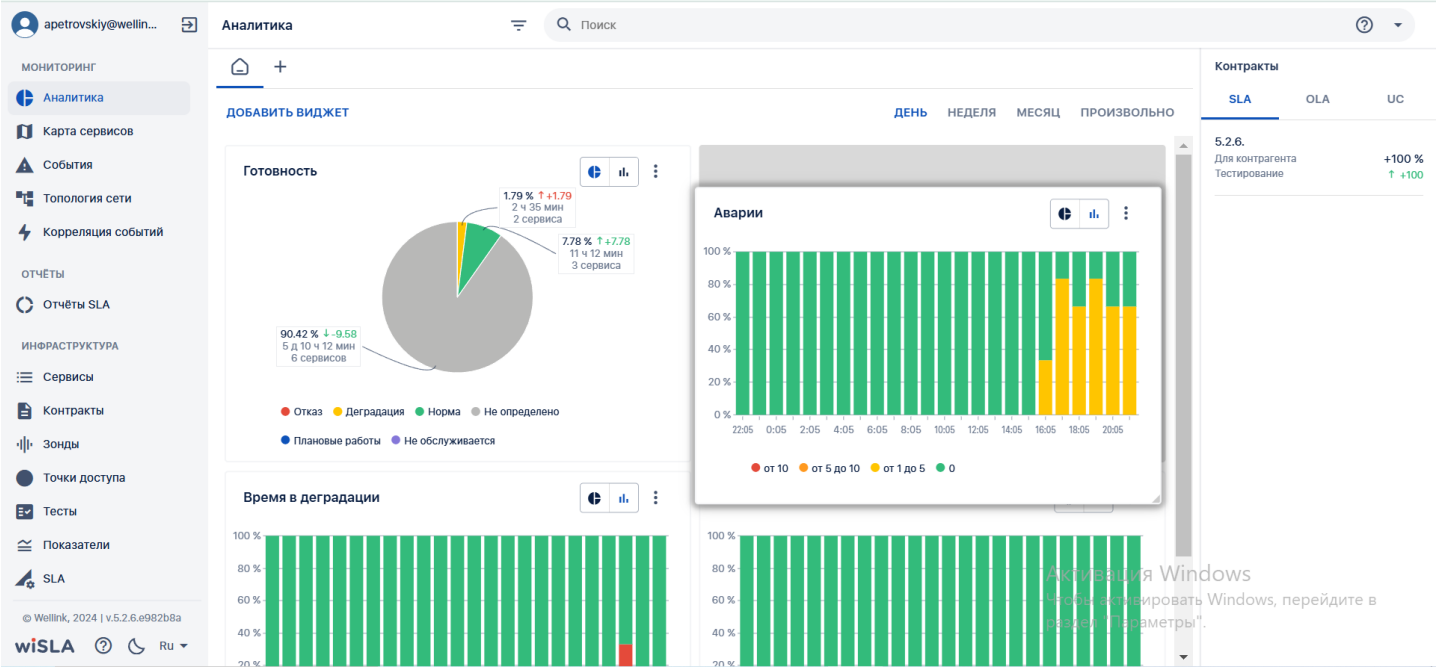 apetrovskiy@wellin...
Аналитика
Поиск
МОНИТОРИНГ
Аналитика
Карта сервисов
События
Топология сети
Корреляция событий
ОТЧЁТЫ
Отчёты SLA
ИНФРАСТРУКТУРА
Сервисы
Контракты
Зонды
Точки доступа
Тесты
Показатели
SLA
© Wellink, 2024 | v.5.2.6.e982b8a
wiSLA
Ru
ДОБАВИТЬ ВИДЖЕТ
ДЕНЬ НЕДЕЛЯ МЕСЯЦ ПРОИЗВОЛЬНО
Готовность
1.79 % ↑+1.79
2 ч 35 мин
2 сервиса
7.78 % ↑+7.78
11 ч 12 мин
3 сервиса
90.42 % ↓-9.58
5 д 10 ч 12 мин
6 сервисов
Отказ Деградация Норма Не определено
Плановые работы Не обслуживается
Аварии
100 %
80 %
60 %
40 %
20 %
0 %
22:05 0:05 2:05 4:05 6:05 8:05 10:05 12:05 14:05 16:05 18:05 20:05
от 10 от 5 до 10 от 1 до 5 0
Время в деградации
100 %
80 %
60 %
40 %
20 %
100 %
80 %
60 %
40 %
20 %
Контракты
SLA OLA UC
5.2.6.
Для контрагента +100 %
Тестирование ↑ +100
Активация Windows
Чтобы активировать Windows, перейдите в
раздел "Параметры".